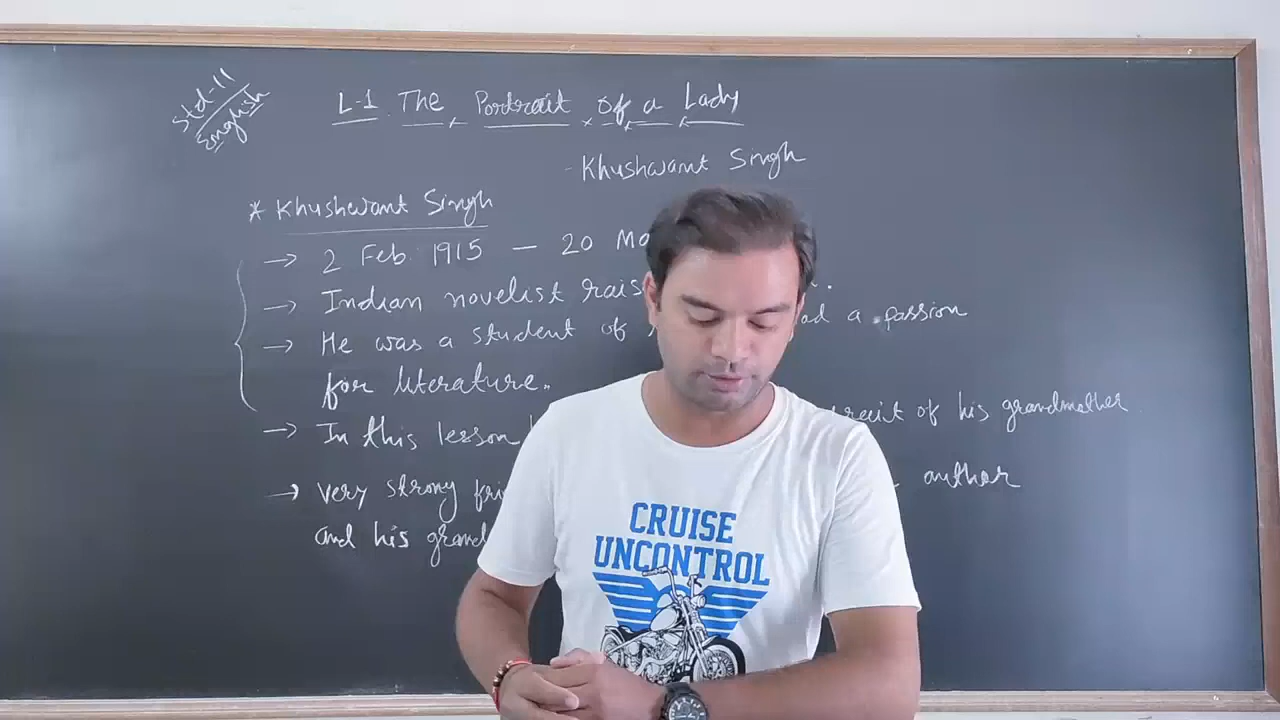 Std-11
English
L-1 The Portrait of a Lady
- Khushwant Singh
* Khushwant Singh
→ 2 Feb 1915 — 20 Ma
→ Indian novelist rais
→ He was a student of ad a passion
for literature.
→ In this lesson rait of his grandmother
→ Very strong fri author
and his grand
CRUISE
UNCONTROL